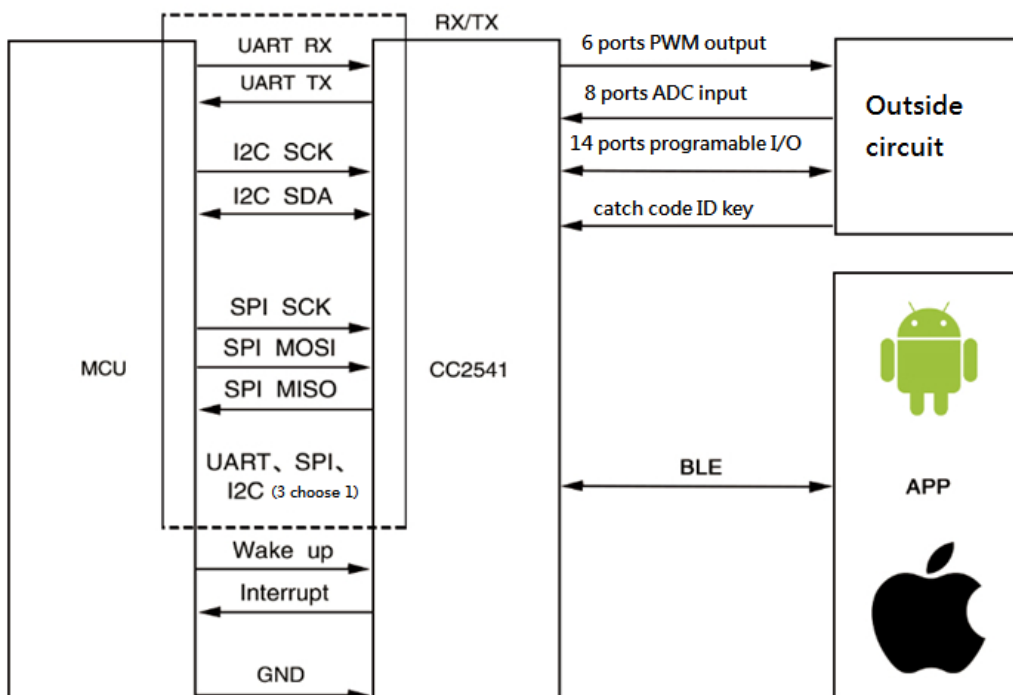 RX/TX
UART RX
UART TX
I2C SCK
I2C SDA
SPI SCK
SPI MOSI
SPI MISO
MCU
CC2541
UART、SPI、
I2C (3 choose 1)
Wake up
Interrupt
GND
6 ports PWM output
8 ports ADC input
14 ports programable I/O
catch code ID key
Outside
circuit
BLE
APP